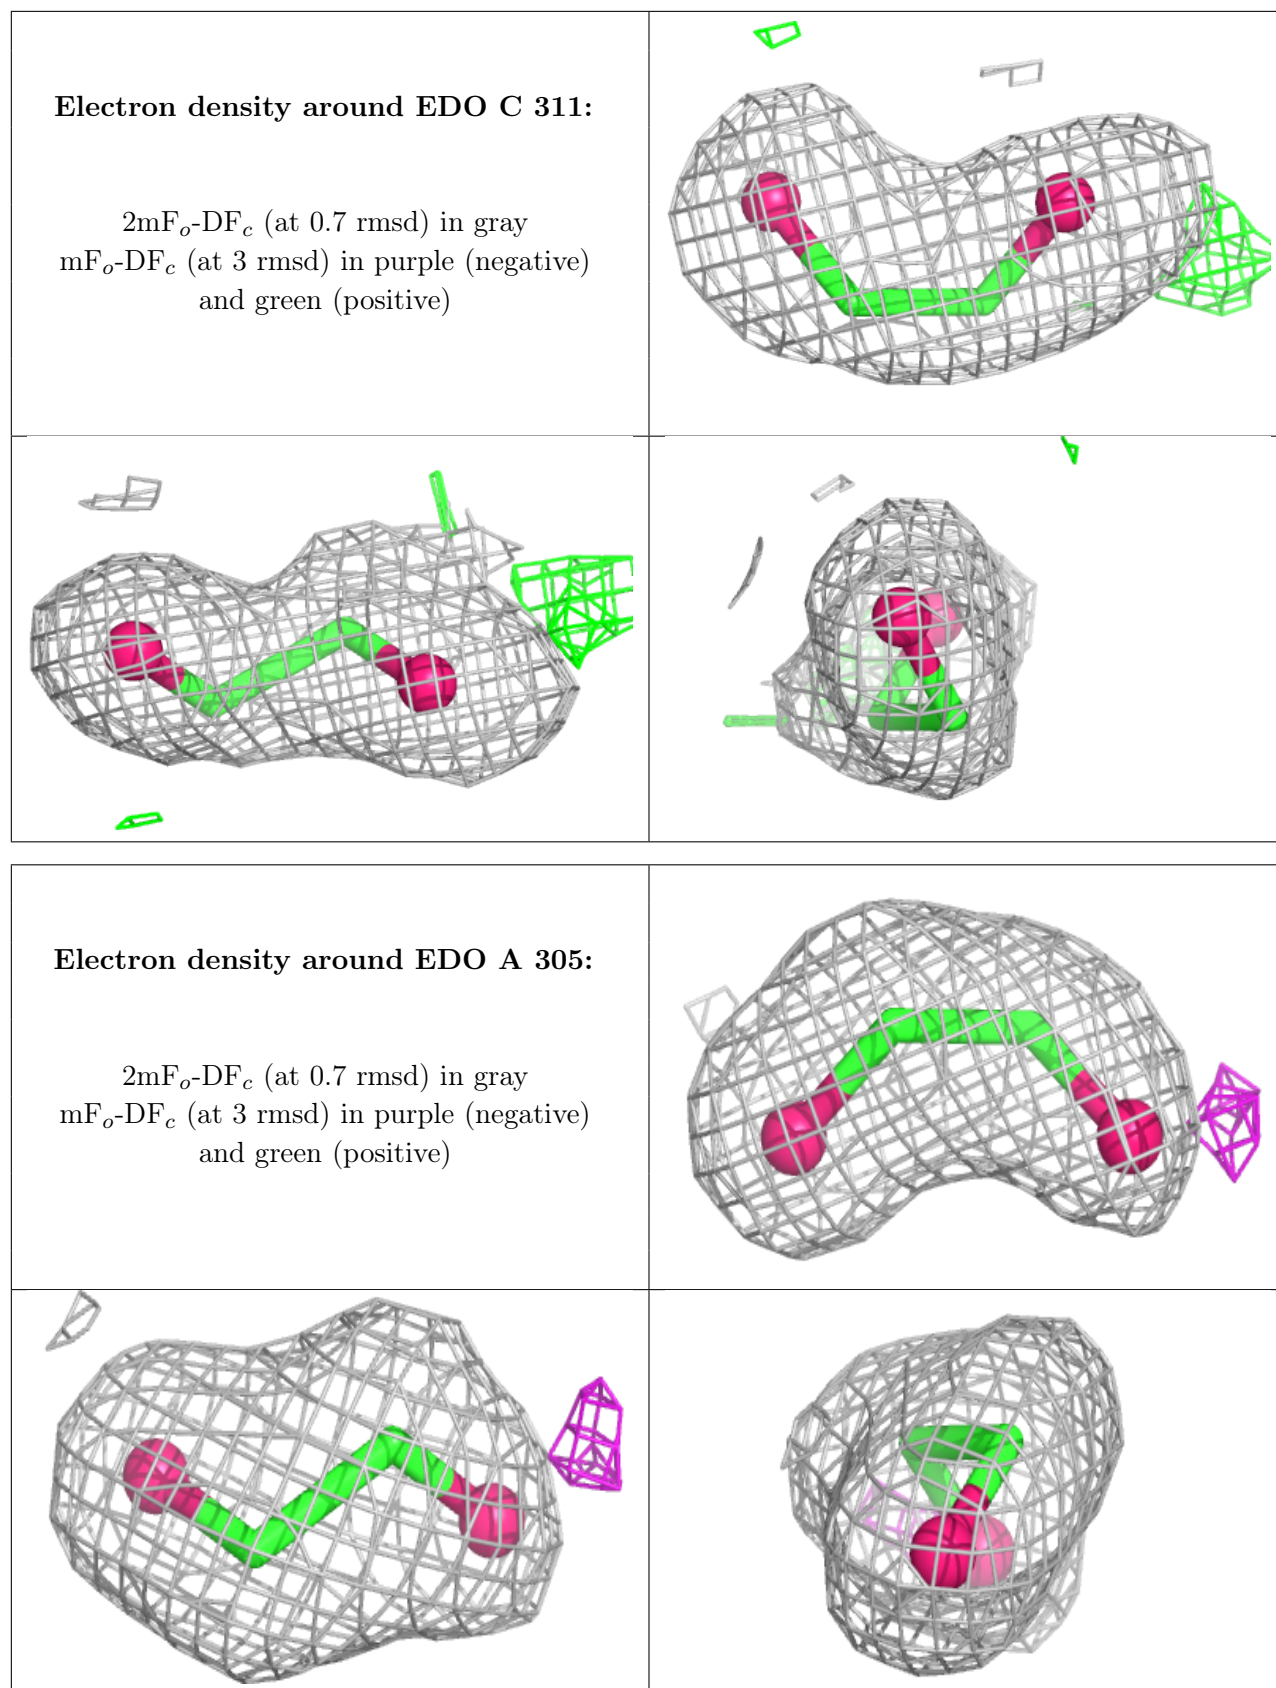 Electron density around EDO C 311:
2mFo-DFc (at 0.7 rmsd) in gray
mFo-DFc (at 3 rmsd) in purple (negative)
and green (positive)
Electron density around EDO A 305:
2mFo-DFc (at 0.7 rmsd) in gray
mFo-DFc (at 3 rmsd) in purple (negative)
and green (positive)